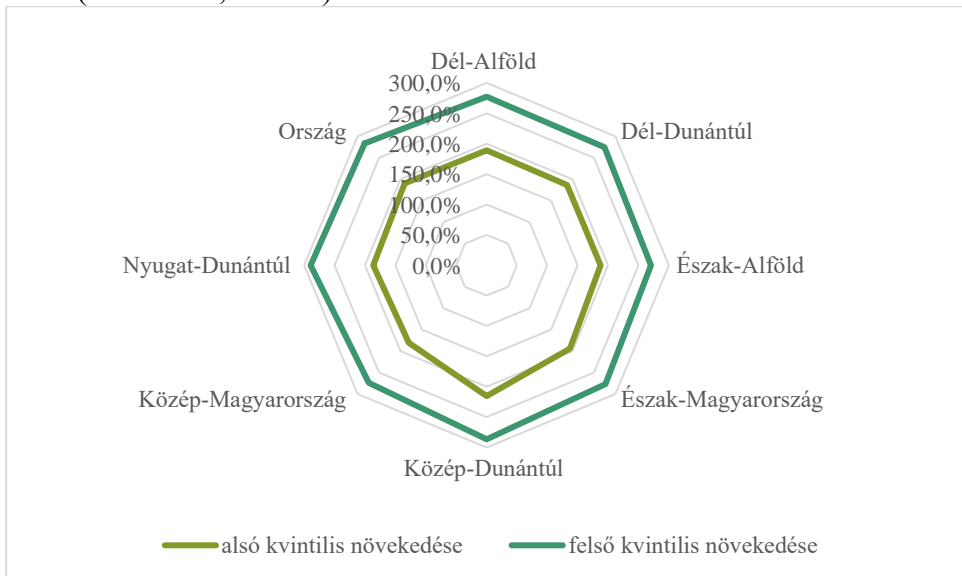 Dél-Alföld
300,0%
250,0%
200,0%
150,0%
100,0%
50,0%
0,0%
Dél-Dunántúl
Észak-Alföld
Észak-Magyarország
Közép-Dunántúl
Közép-Magyarország
Nyugat-Dunántúl
Ország
alsó kvintilis növekedése
felső kvintilis növekedése